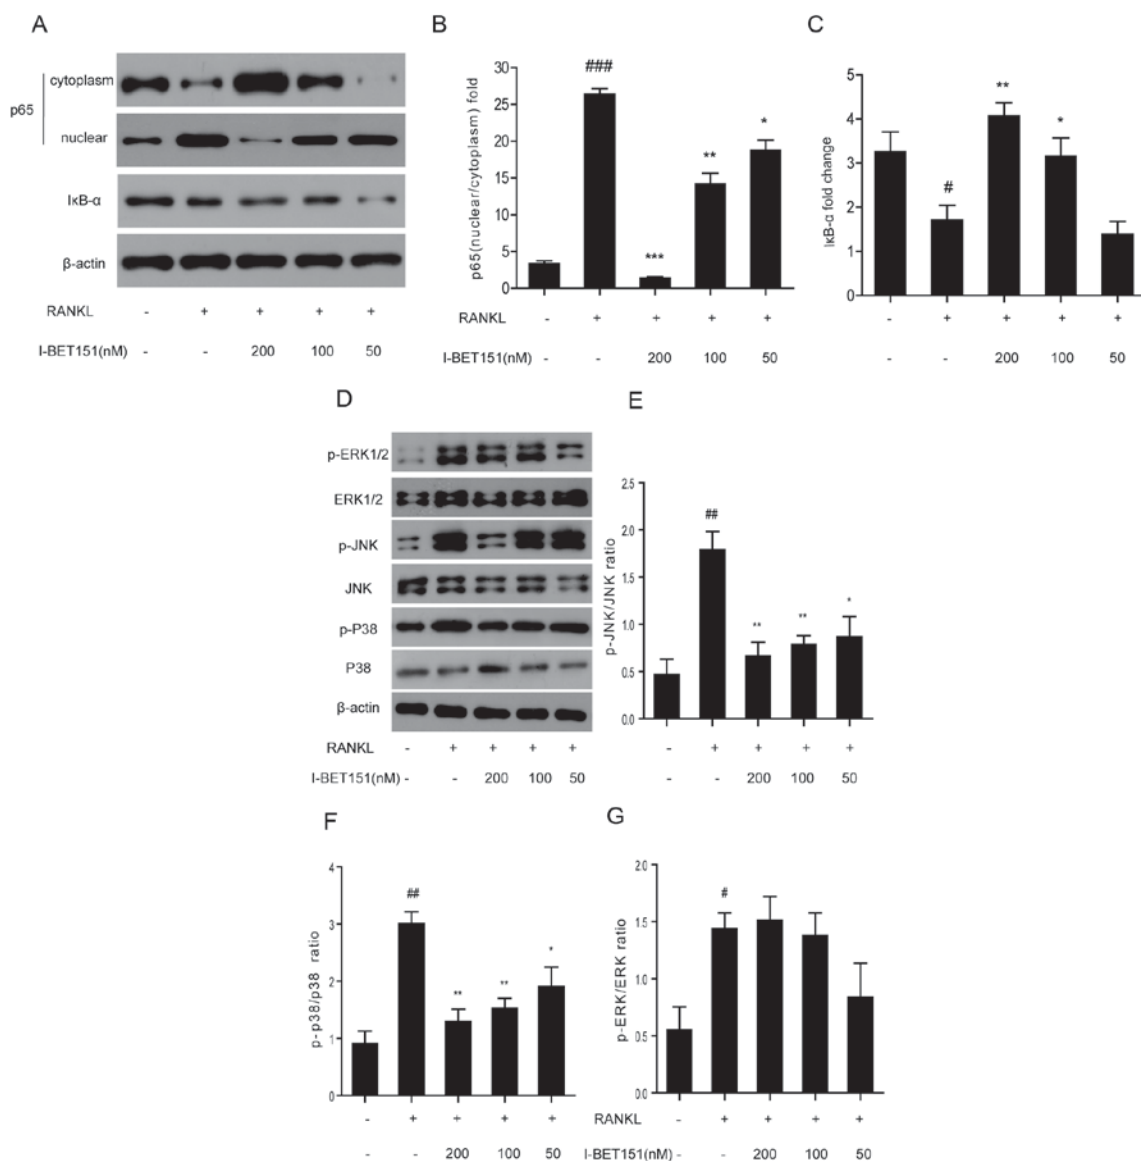 A
p65
cytoplasm
nuclear
IκB-α
β-actin
RANKL - + + + +
I-BET151(nM) - - 200 100 50
B
p65(nuclear/cytoplasm) fold
30
25
20
15
10
5
0
###
***
**
*
RANKL - + + + +
I-BET151(nM) - - 200 100 50
C
IκB-α fold change
5
4
3
2
1
0
#
**
*
- + + + +
- - 200 100 50
D
p-ERK1/2
ERK1/2
p-JNK
JNK
p-P38
P38
β-actin
RANKL - + + + +
I-BET151(nM) - - 200 100 50
E
p-JNK/JNK ratio
2.5
2.0
1.5
1.0
0.5
0.0
##
**
**
*
- + + + +
- - 200 100 50
F
p-p38/p38 ratio
4
3
2
1
0
##
**
**
*
- + + + +
- - 200 100 50
G
p-ERK/ERK ratio
2.0
1.5
1.0
0.5
0.0
#
RANKL - + + + +
I-BET151(nM) - - 200 100 50